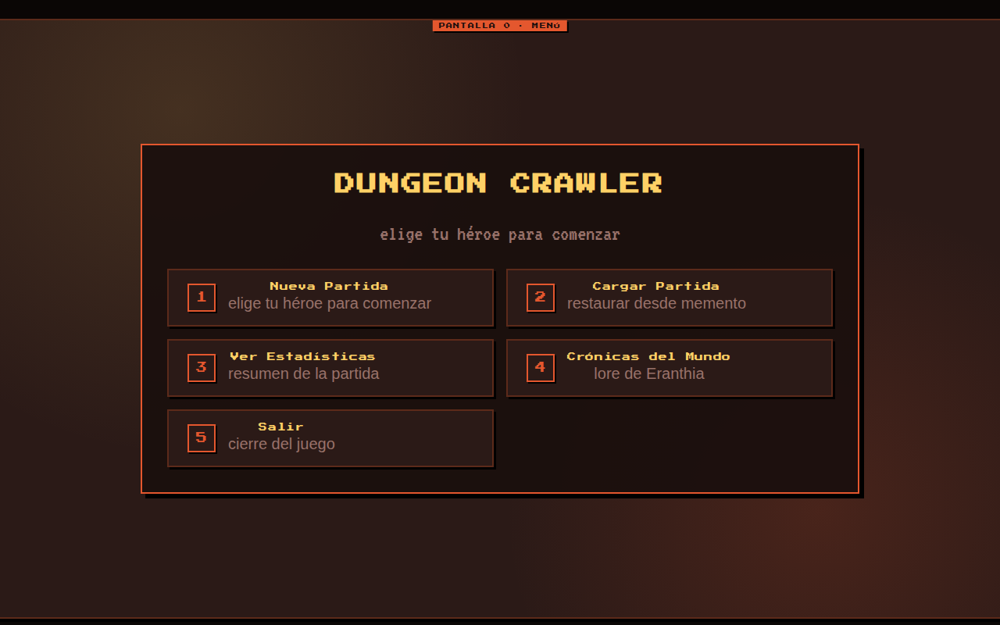 PANTALLA 0 · MENú
DUNGEON CRAWLER
elige tu héroe para comenzar
1 Nueva Partida
elige tu héroe para comenzar
2 Cargar Partida
restaurar desde memento
3 Ver Estadísticas
resumen de la partida
4 Crónicas del Mundo
lore de Eranthia
5 Salir
cierre del juego